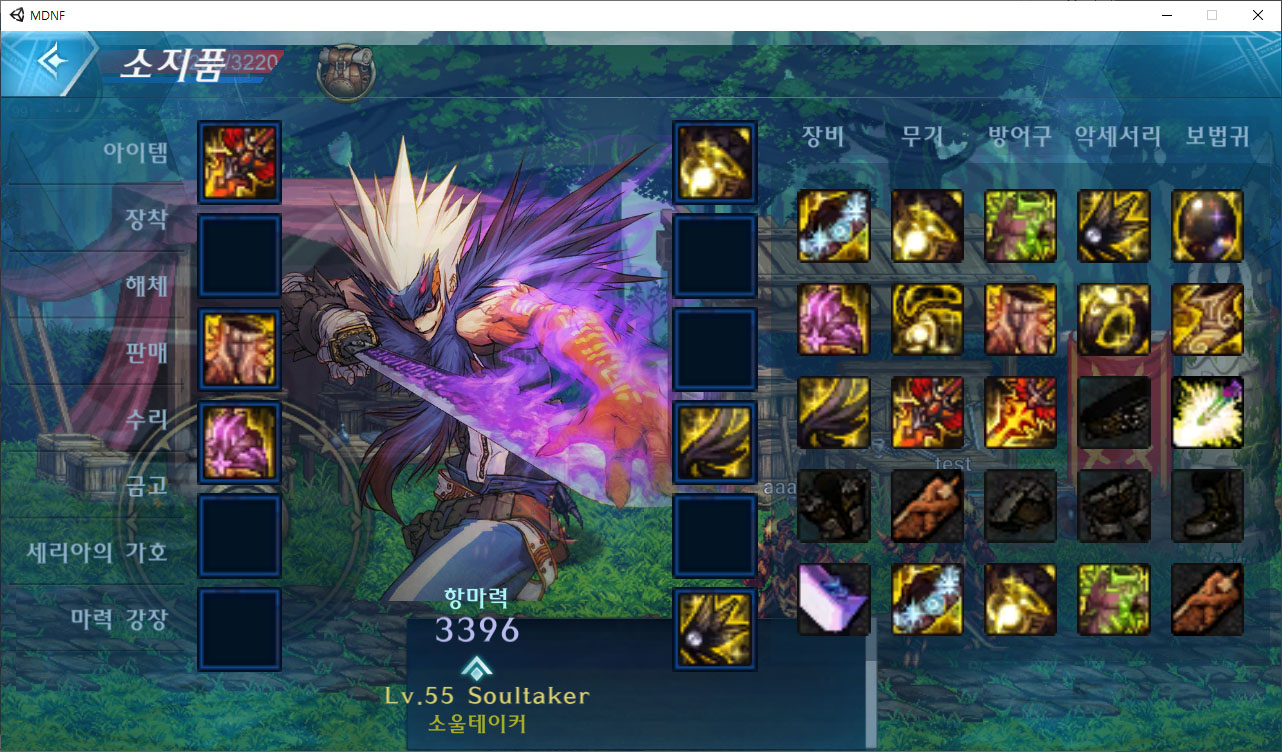 MDNF
소지품
/3220
장비 무기 방어구 악세서리 보법귀
아이템
장착
해체
판매
수리
금고
세리아의 가호
마력 강장
test
aaa
항마력
3396
Lv.55 Soultaker
소울테이커